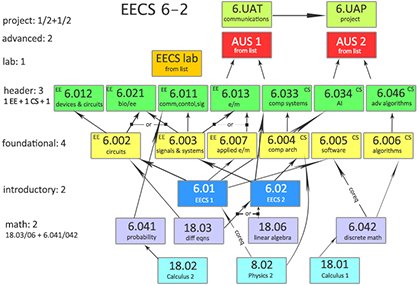 EECS 6-2
project: 1/2+1/2
6.UAT
communications
6.UAP
project
advanced: 2
AUS 1
from list
AUS 2
from list
lab: 1
EECS lab
from list
header: 3
1 EE + 1 CS + 1
EE
6.012
devices & circuits
EE
6.021
bio/ee
EE
6.011
comm,contol,sig
EE
6.013
e/m
6.033
CS
comp systems
6.034
CS
AI
6.046
CS
adv algorithms
or
or
foundational: 4
EE
6.002
circuits
EE
6.003
signals & systems
EE
6.007
applied e/m
6.004
CS
comp arch
6.005
CS
software
6.006
CS
algorithms
introductory: 2
6.01
EECS 1
6.02
EECS 2
coreq
or
math: 2
18.03/06 + 6.041/042
6.041
probability
18.03
diff eqns
18.06
linear algebra
coreq
6.042
discrete math
coreq
18.02
Calculus 2
8.02
Physics 2
18.01
Calculus 1